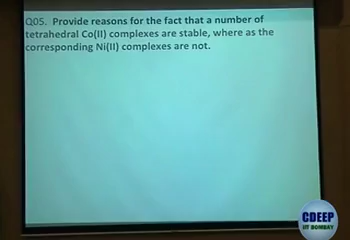 Q05. Provide reasons for the fact that a number of
tetrahedral Co(II) complexes are stable, where as the
corresponding Ni(II) complexes are not.
CDEEP
IIT BOMBAY